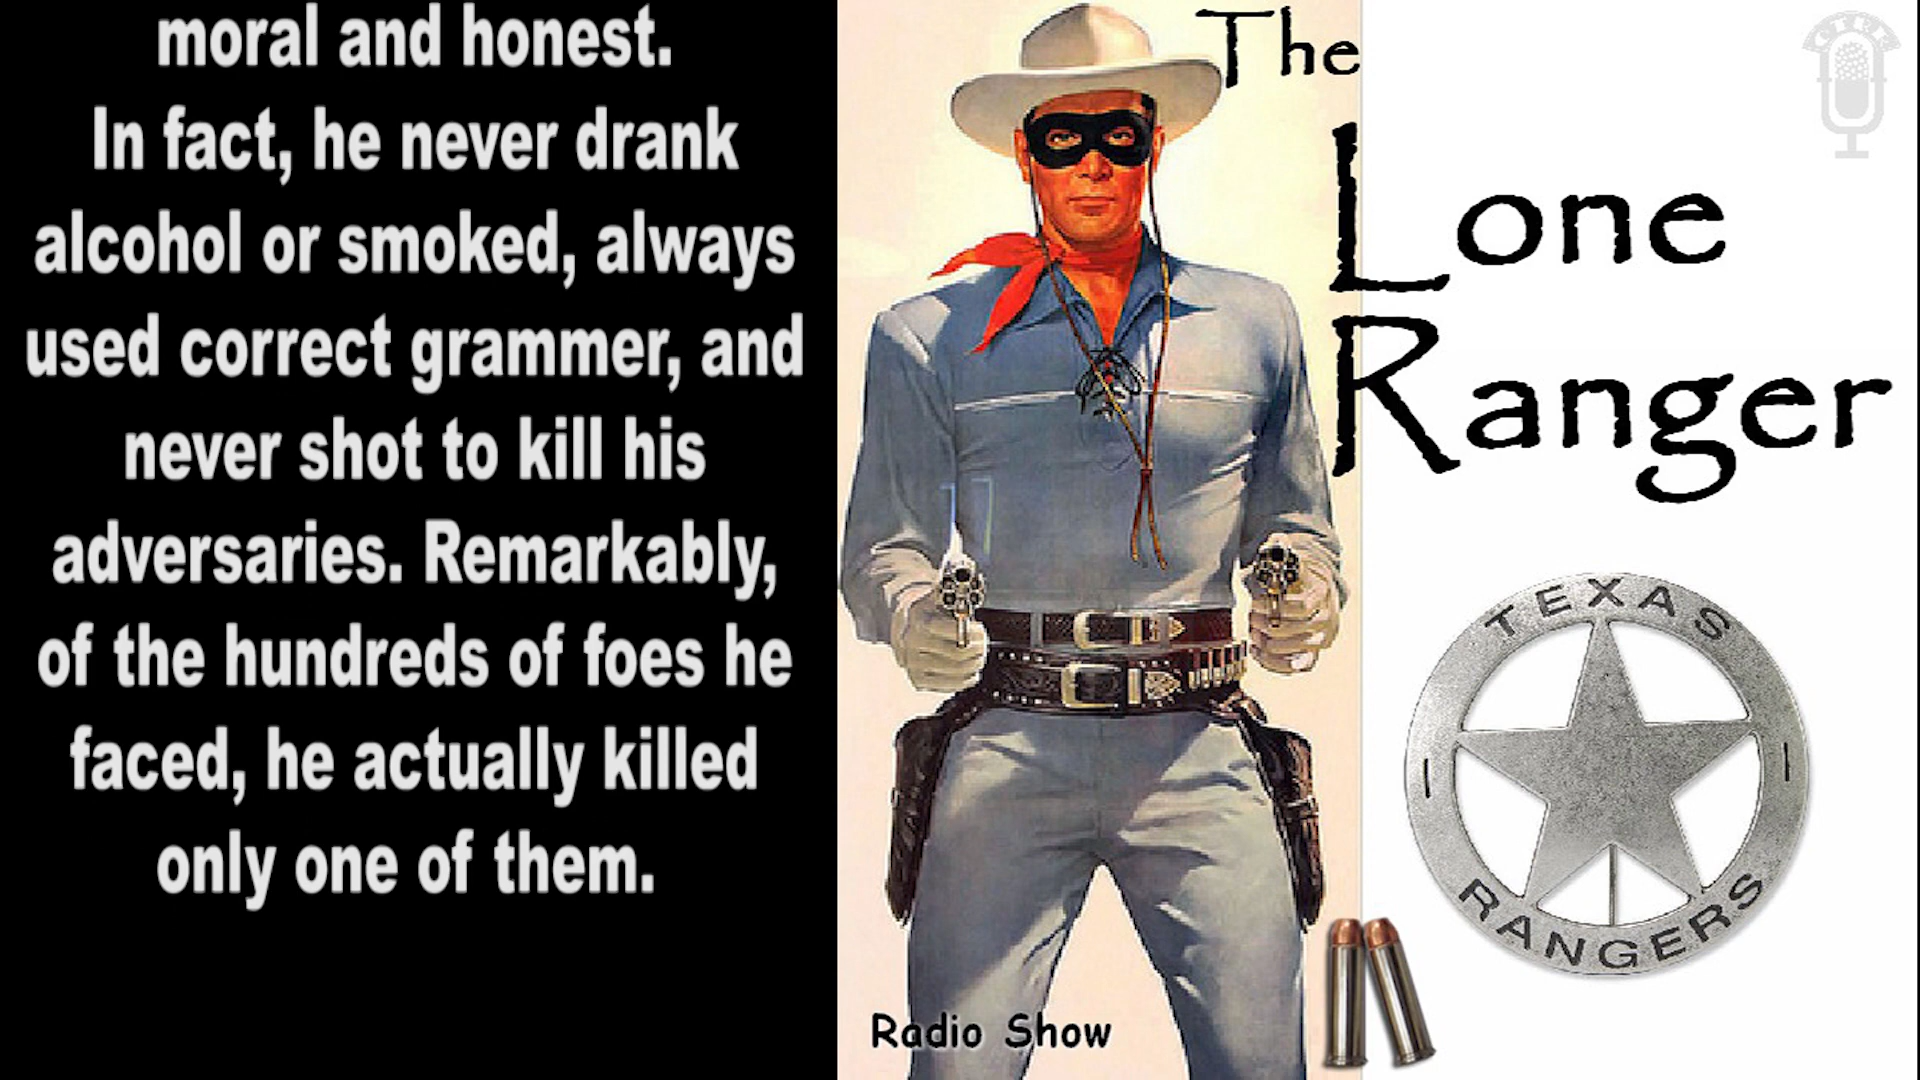 moral and honest.
In fact, he never drank
alcohol or smoked, always
used correct grammer, and
never shot to kill his
adversaries. Remarkably,
of the hundreds of foes he
faced, he actually killed
only one of them.
The
Lone
Ranger
TEXAS
RANGERS
Radio Show